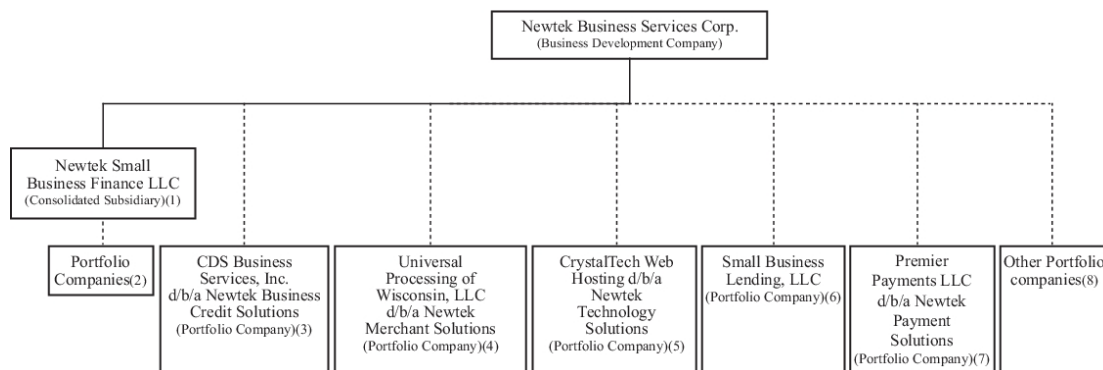 Newtek Business Services Corp.
(Business Development Company)
Newtek Small
Business Finance LLC
(Consolidated Subsidiary)(1)
Portfolio
Companies(2)
CDS Business
Services, Inc.
d/b/a Newtek Business
Credit Solutions
(Portfolio Company)(3)
Universal
Processing of
Wisconsin, LLC
d/b/a Newtek
Merchant Solutions
(Portfolio Company)(4)
CrystalTech Web
Hosting d/b/a
Newtek
Technology
Solutions
(Portfolio Company)(5)
Small Business
Lending, LLC
(Portfolio Company)(6)
Premier
Payments LLC
d/b/a Newtek
Payment
Solutions
(Portfolio Company)(7)
Other Portfolio
companies(8)